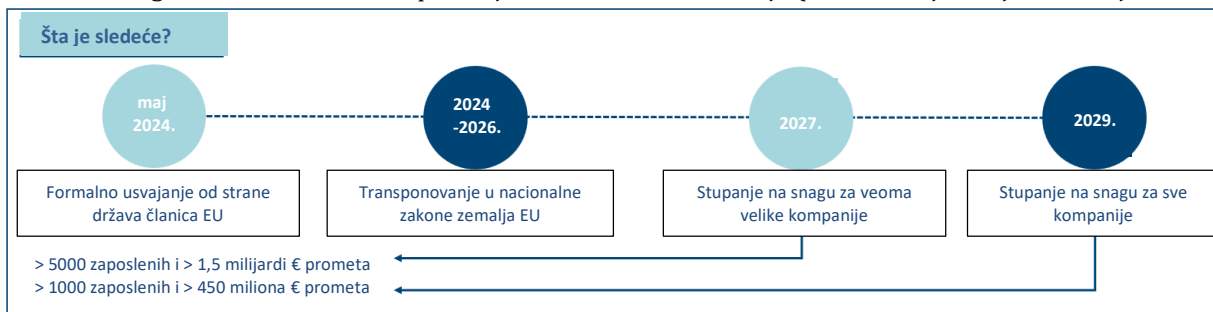 Šta je sledeće?
maj
2024.
2024
-2026.
2027.
2029.
Formalno usvajanje od strane
država članica EU
Transponovanje u nacionalne
zakone zemalja EU
Stupanje na snagu za veoma
velike kompanije
Stupanje na snagu za sve
kompanije
> 5000 zaposlenih i > 1,5 milijardi € prometa
> 1000 zaposlenih i > 450 miliona € prometa